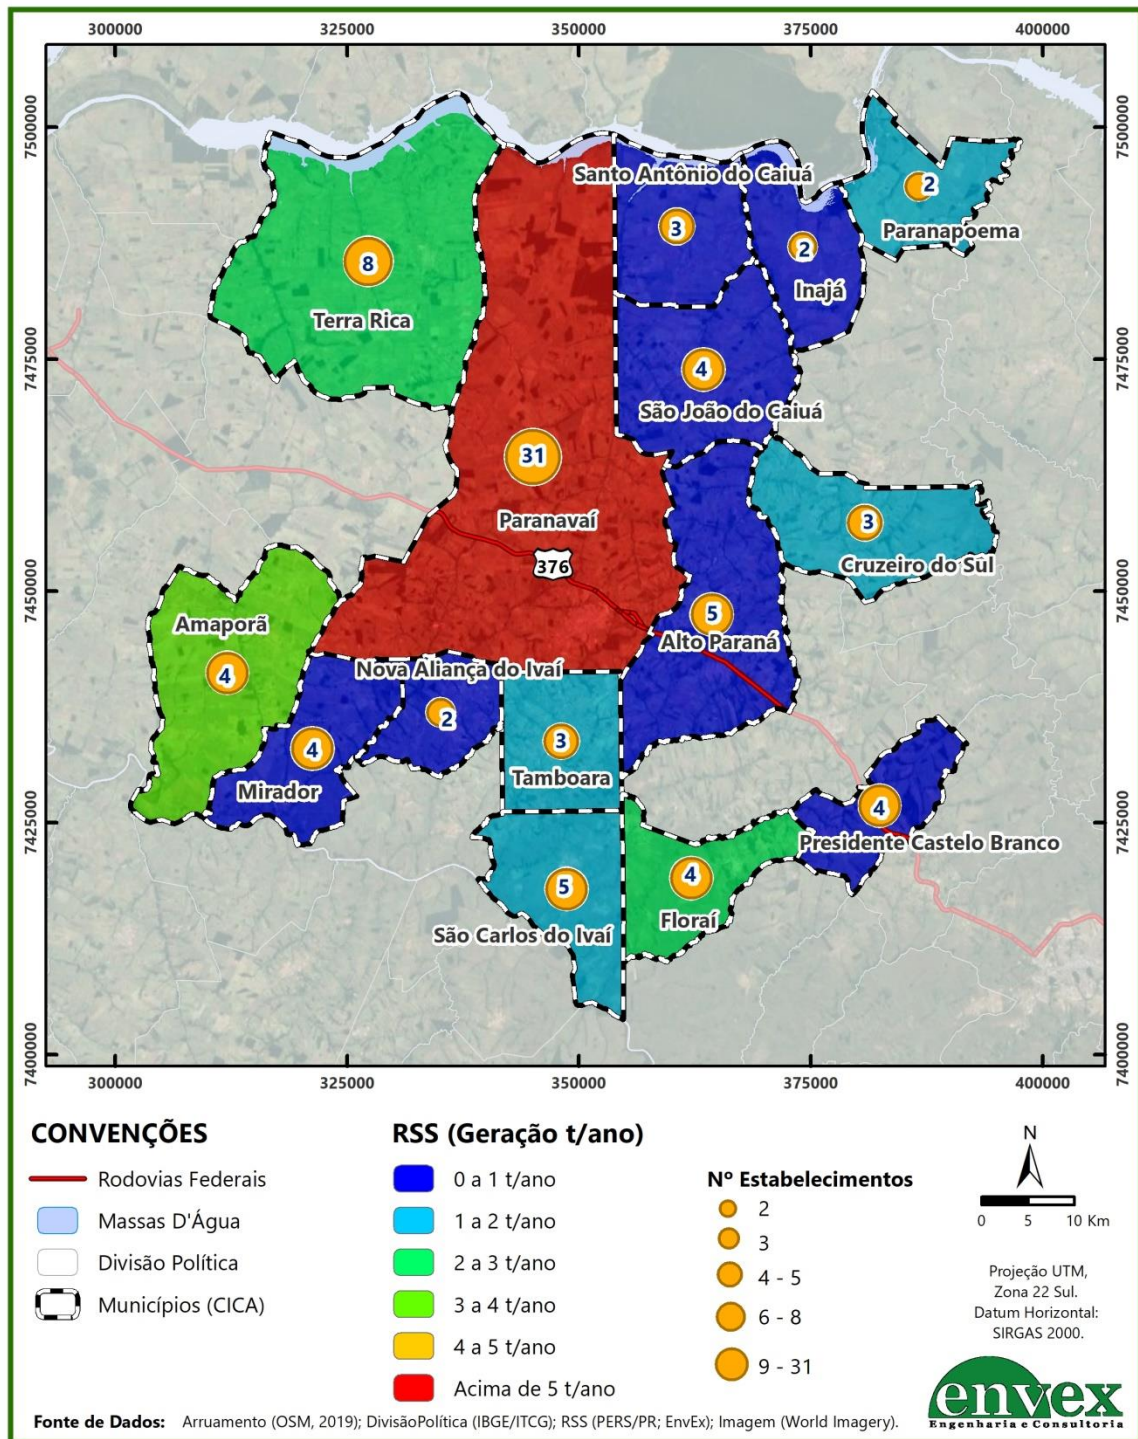 300000 325000 350000 375000 400000
7500000 7500000
Santo Antônio do Caiuá
2
3
Paranapoema
2
8
Inajá
Terra Rica
7475000 7475000
4
São João do Caiuá
31
Paranavaí
3
376
Cruzeiro do Sul
7450000 7450000
Amaporã
5
Alto Paraná
Nova Aliança do Ivaí
4
2
3
4
Tamboara
Mirador
4
7425000 7425000
Presidente Castelo Branco
4
5
Floraí
São Carlos do Ivaí
7400000 7400000
300000 325000 350000 375000 400000
CONVENÇÕES
Rodovias Federais
Massas D'Água
Divisão Política
Municípios (CICA)
RSS (Geração t/ano)
0 a 1 t/ano
1 a 2 t/ano
2 a 3 t/ano
3 a 4 t/ano
4 a 5 t/ano
Acima de 5 t/ano
Nº Estabelecimentos
2
3
4 - 5
6 - 8
9 - 31
N
0 5 10 Km
Projeção UTM,
Zona 22 Sul.
Datum Horizontal:
SIRGAS 2000.
envex
Engenharia e Consultoria
Fonte de Dados: Arruamento (OSM, 2019); DivisãoPolítica (IBGE/ITCG); RSS (PERS/PR; EnvEx); Imagem (World Imagery).